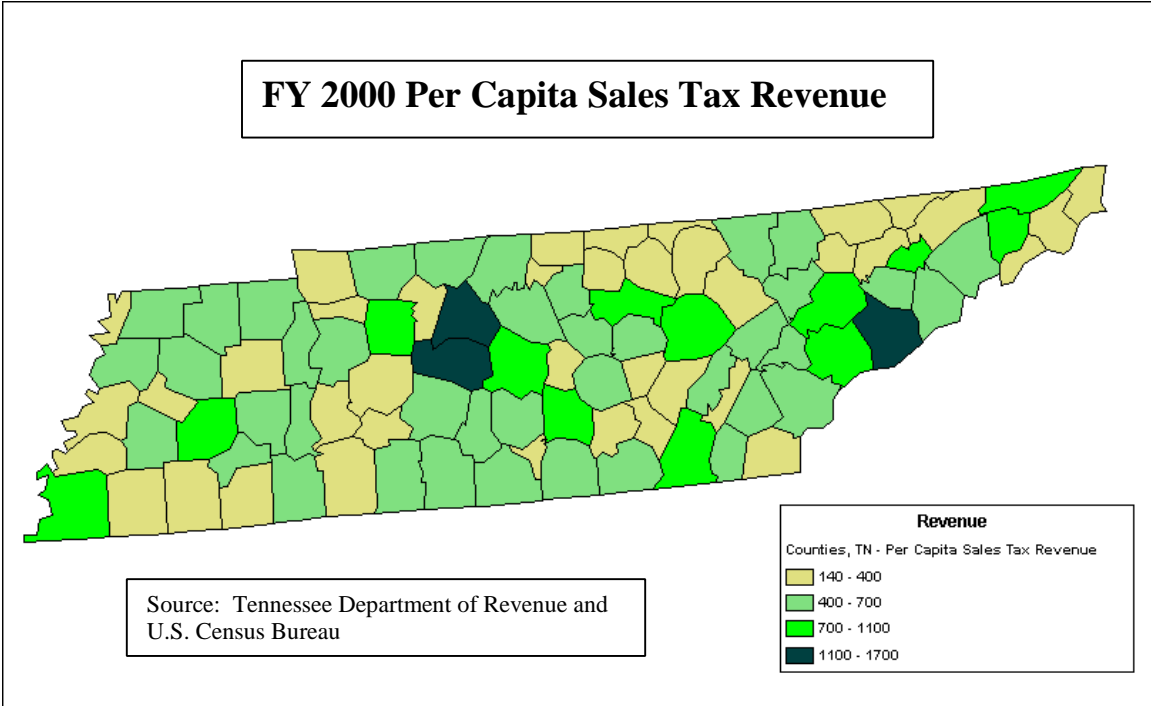 FY 2000 Per Capita Sales Tax Revenue
Revenue
Counties, TN - Per Capita Sales Tax Revenue
140 - 400
400 - 700
700 - 1100
1100 - 1700
Source: Tennessee Department of Revenue and
U.S. Census Bureau